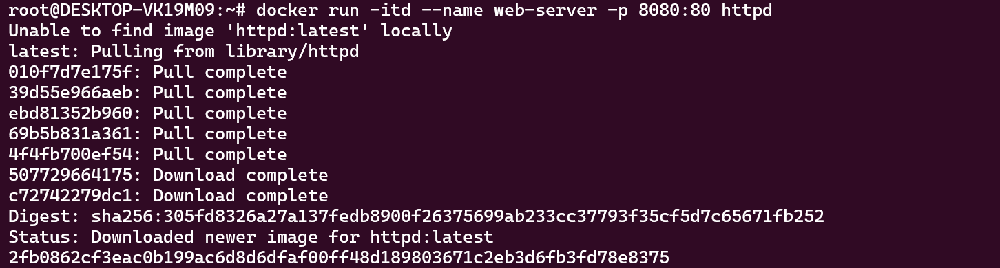 root@DESKTOP-VK19M09:~# docker run -itd --name web-server -p 8080:80 httpd
Unable to find image 'httpd:latest' locally
latest: Pulling from library/httpd
010f7d7e175f: Pull complete
39d55e966aeb: Pull complete
ebd81352b960: Pull complete
69b5b831a361: Pull complete
4f4fb700ef54: Pull complete
507729664175: Download complete
c72742279dc1: Download complete
Digest: sha256:305fd8326a27a137fedb8900f26375699ab233cc37793f35cf5d7c65671fb252
Status: Downloaded newer image for httpd:latest
2fb0862cf3eac0b199ac6d8d6dfaf00ff48d189803671c2eb3d6fb3fd78e8375